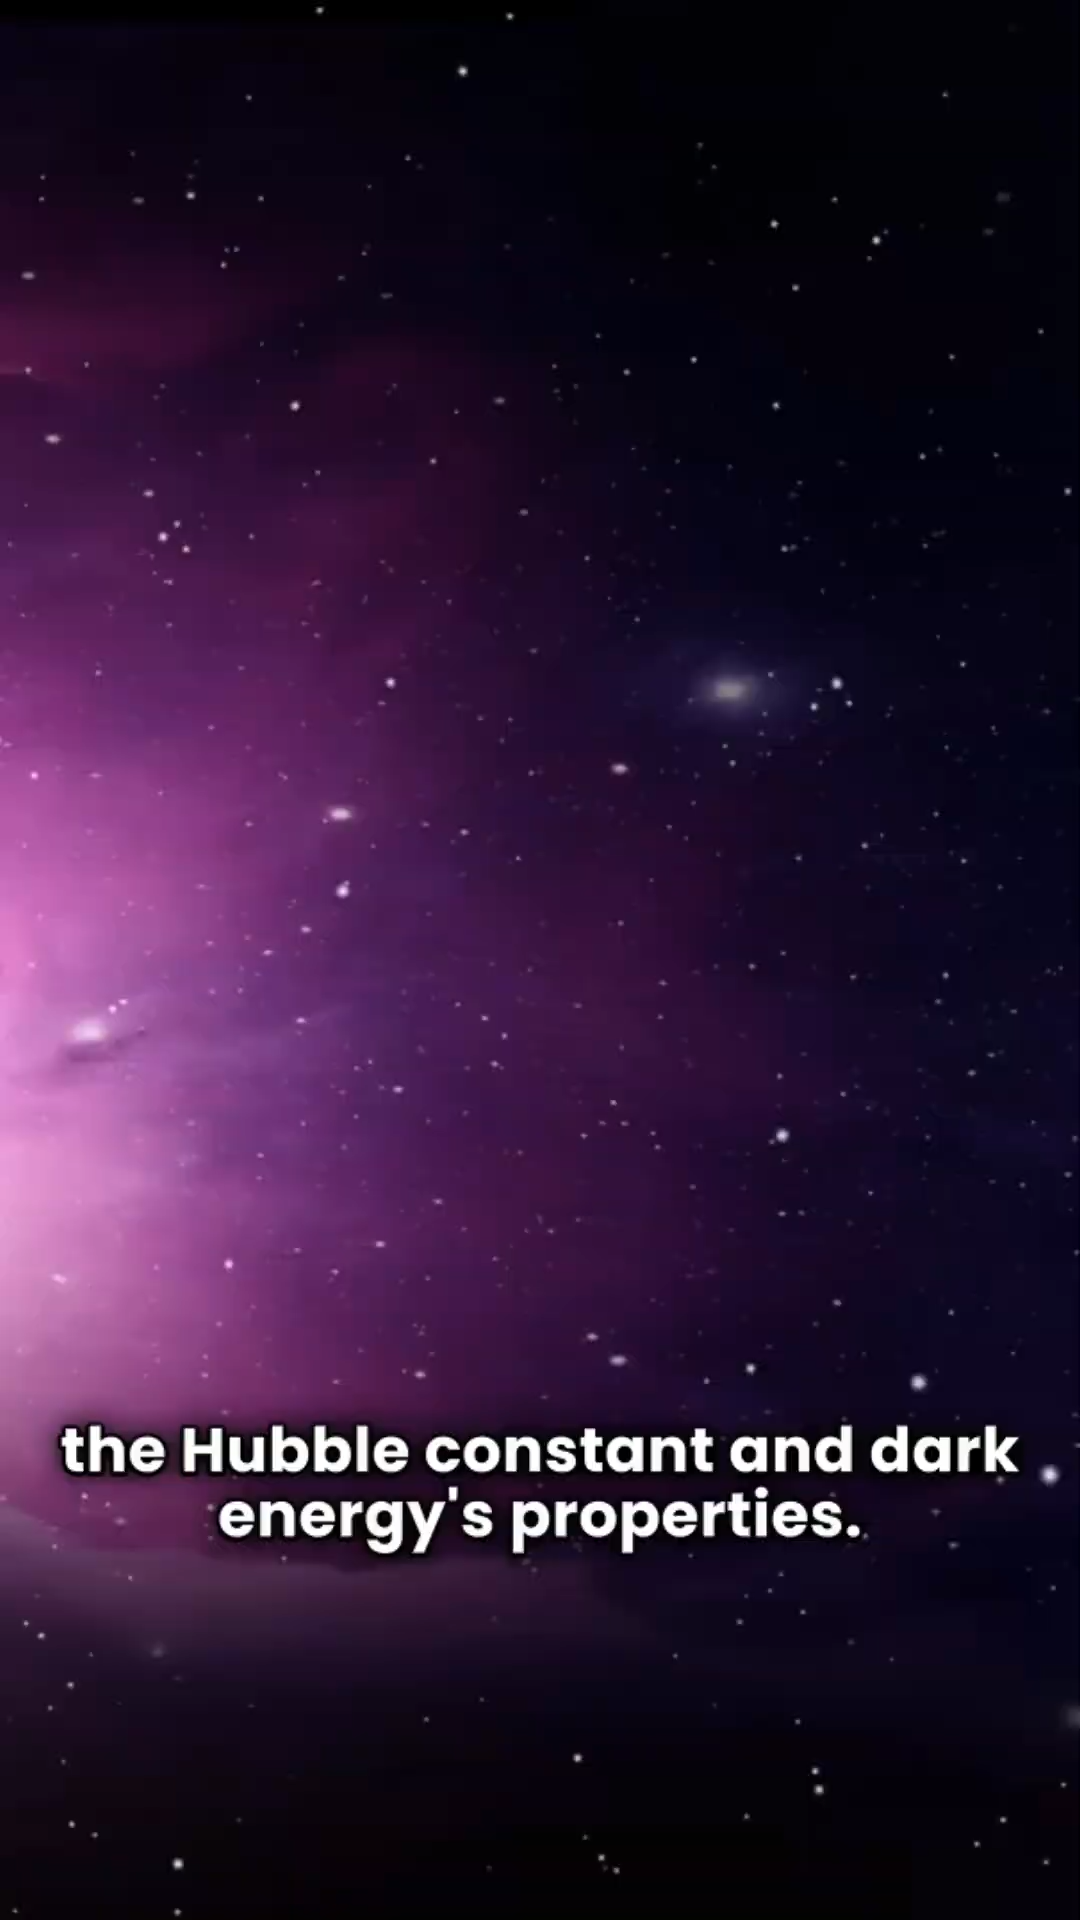 the Hubble constant and dark
energy's properties.